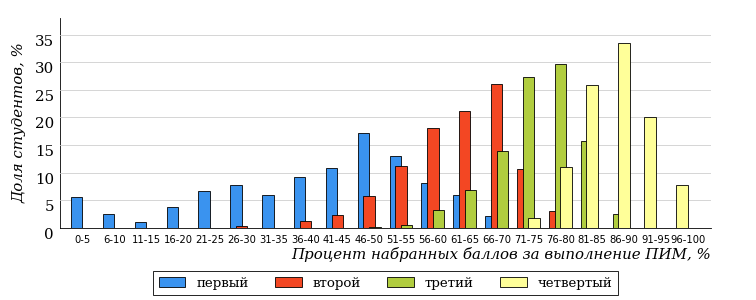 Доля студентов, %
35
30
25
20
15
10
5
0
0-5 6-10 11-15 16-20 21-25 26-30 31-35 36-40 41-45 46-50 51-55 56-60 61-65 66-70 71-75 76-80 81-85 86-90 91-95 96-100
Процент набранных баллов за выполнение ПИМ, %
первый второй третий четвертый